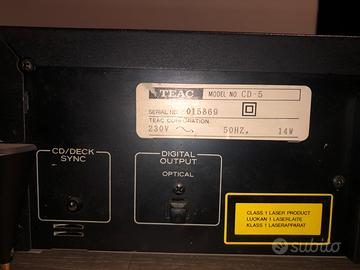 TEAC MODEL NO. CD-5
SERIAL NO. 015869
TEAC CORPORATION.
230V 50HZ, 14W
CD/DECK
SYNC
DIGITAL
OUTPUT
OPTICAL
CLASS 1 LASER PRODUCT
LUOKAN 1 LASERLAITE
KLASS 1 LASERAPPARAT
subito